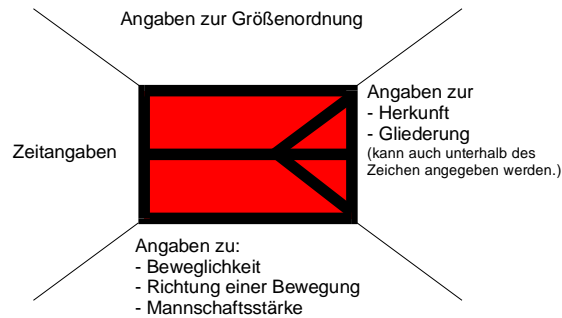 Angaben zur Größenordnung
Angaben zur
- Herkunft
- Gliederung
(kann auch unterhalb des
Zeichen angegeben werden.)
Zeitangaben
Angaben zu:
- Beweglichkeit
- Richtung einer Bewegung
- Mannschaftsstärke